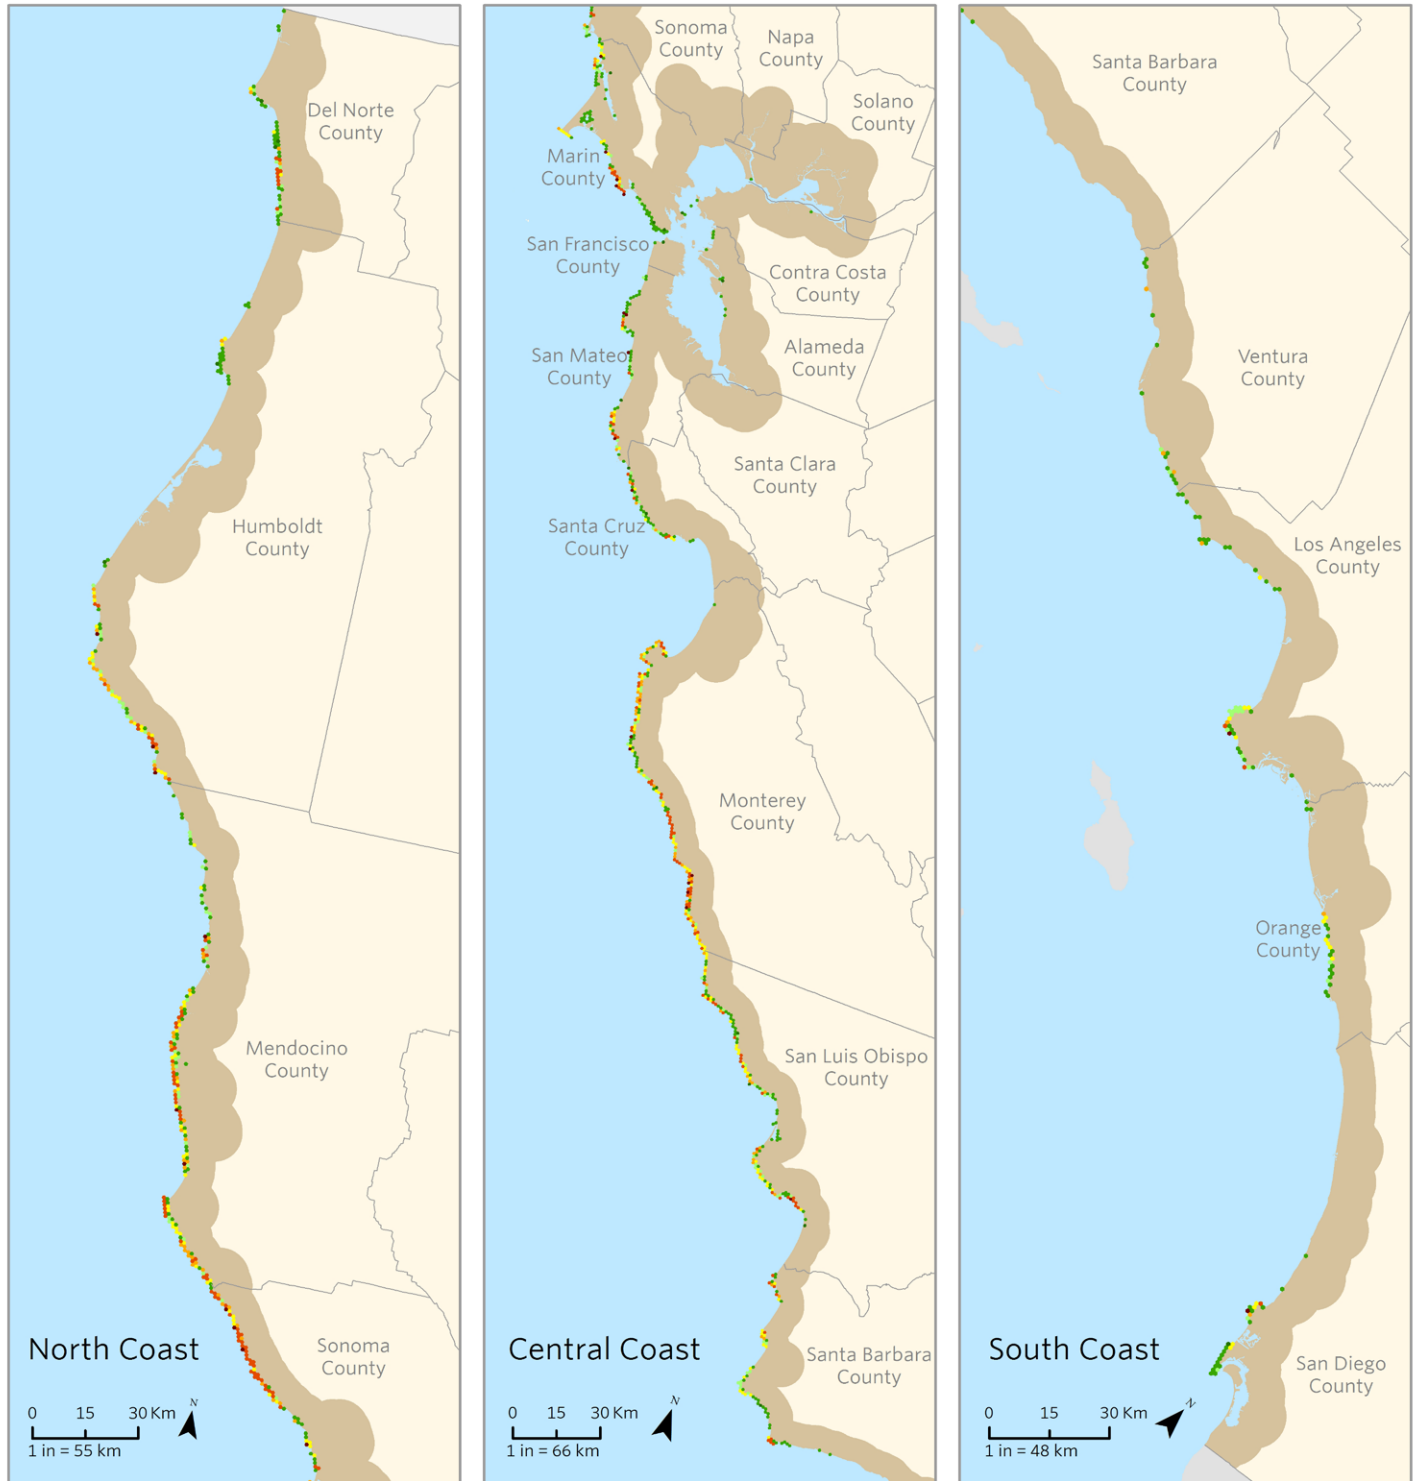 Del Norte
County
Humboldt
County
Mendocino
County
Sonoma
County
North Coast
N
0 15 30 Km
1 in = 55 km
Sonoma
County
Napa
County
Solano
County
Marin
County
San Francisco
County
Contra Costa
County
San Mateo
County
Alameda
County
Santa Clara
County
Santa Cruz
County
Monterey
County
San Luis Obispo
County
Santa Barbara
County
Central Coast
N
0 15 30 Km
1 in = 66 km
Santa Barbara
County
Ventura
County
Los Angeles
County
Orange
County
San Diego
County
South Coast
N
0 15 30 Km
1 in = 48 km